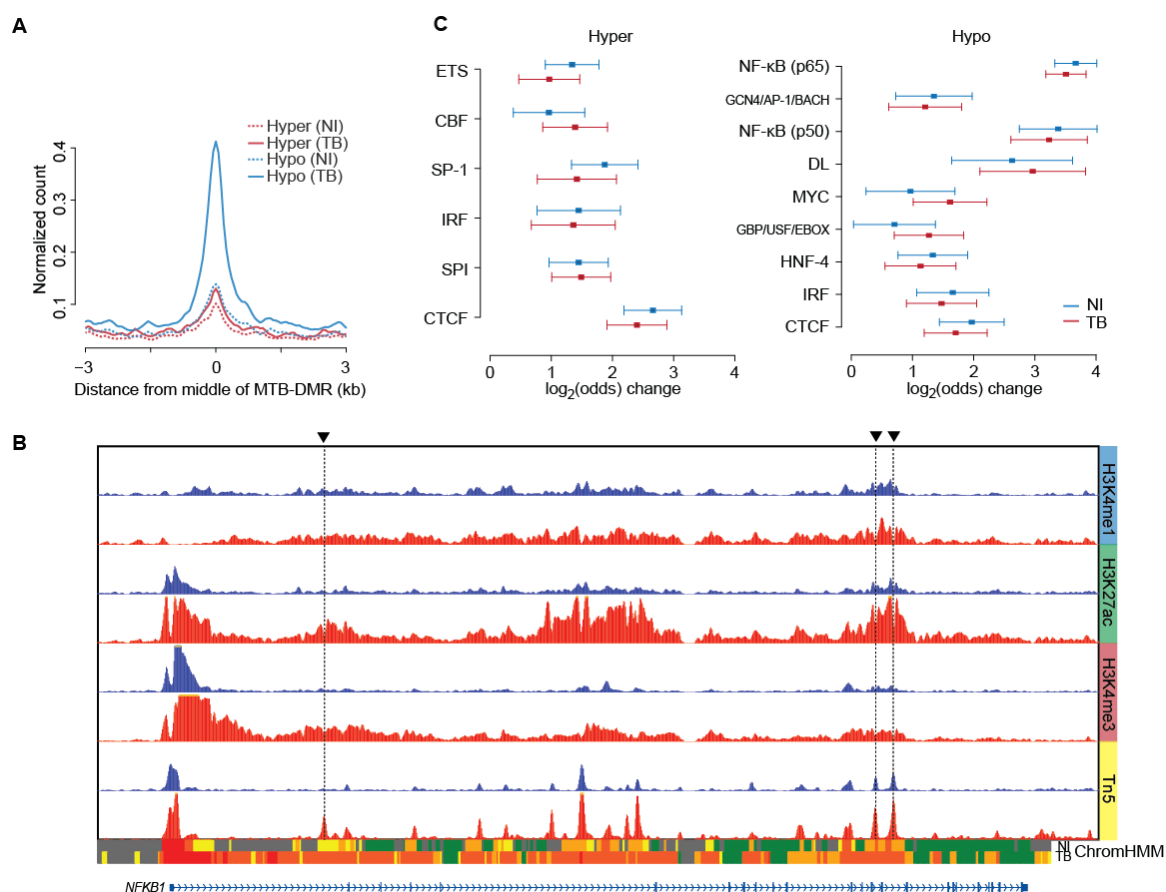 A
Hyper (NI)
Hyper (TB)
Hypo (NI)
Hypo (TB)
Normalized count
0.4
0.3
0.2
0.1
−3
0
3
Distance from middle of MTB-DMR (kb)
C
Hyper
ETS
CBF
SP-1
IRF
SPI
CTCF
0
1
2
3
4
log2(odds) change
Hypo
NF-κB (p65)
GCN4/AP-1/BACH
NF-κB (p50)
DL
MYC
GBP/USF/EBOX
HNF-4
IRF
CTCF
NI
TB
0
1
2
3
4
log2(odds) change
B
H3K4me1
H3K27ac
H3K4me3
Tn5
NI
TB
ChromHMM
NFKB1